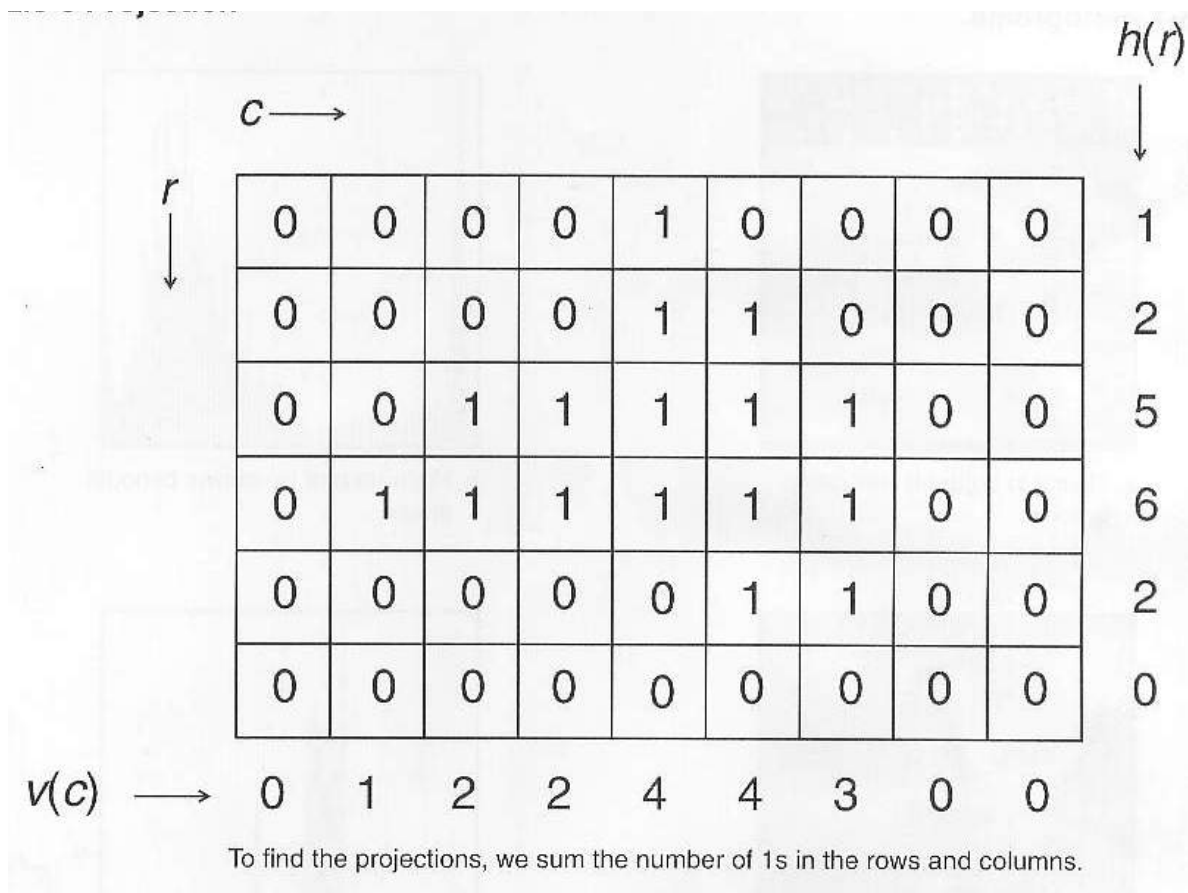 h(r)
c
r
0 0 0 0 1 0 0 0 0 1
0 0 0 0 1 1 0 0 0 2
0 0 1 1 1 1 1 0 0 5
0 1 1 1 1 1 1 0 0 6
0 0 0 0 0 1 1 0 0 2
0 0 0 0 0 0 0 0 0 0
v(c) 0 1 2 2 4 4 3 0 0
To find the projections, we sum the number of 1s in the rows and columns.